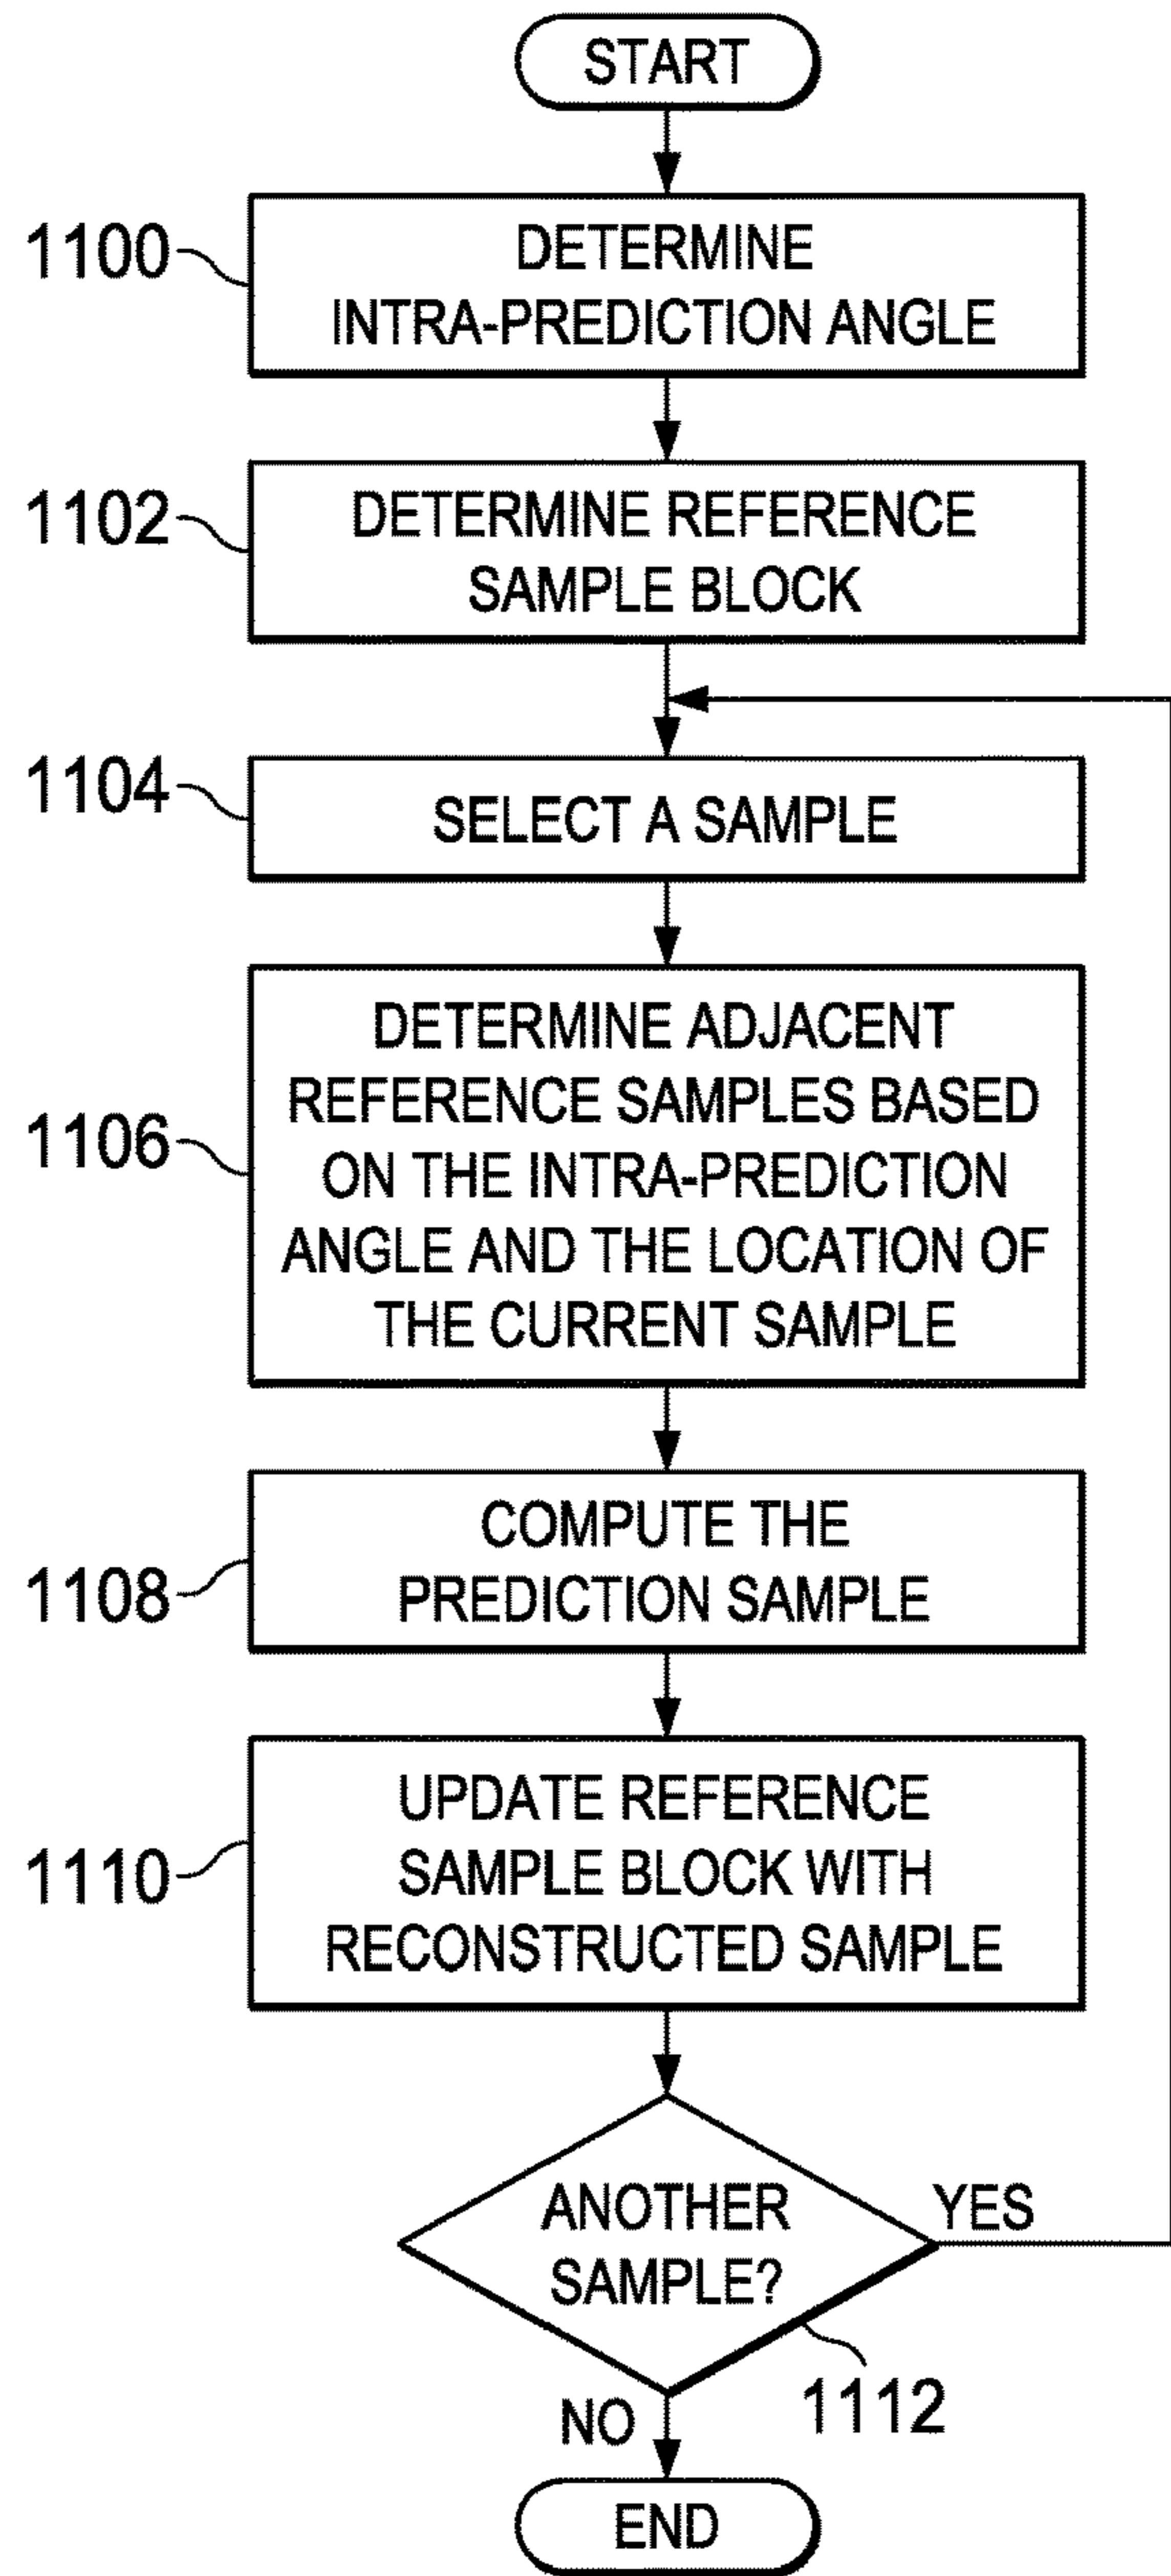 START
1100
DETERMINE
INTRA-PREDICTION ANGLE
1102
DETERMINE REFERENCE
SAMPLE BLOCK
1104
SELECT A SAMPLE
1106
DETERMINE ADJACENT
REFERENCE SAMPLES BASED
ON THE INTRA-PREDICTION
ANGLE AND THE LOCATION OF
THE CURRENT SAMPLE
1108
COMPUTE THE
PREDICTION SAMPLE
1110
UPDATE REFERENCE
SAMPLE BLOCK WITH
RECONSTRUCTED SAMPLE
ANOTHER
SAMPLE?
YES
1112
NO
END